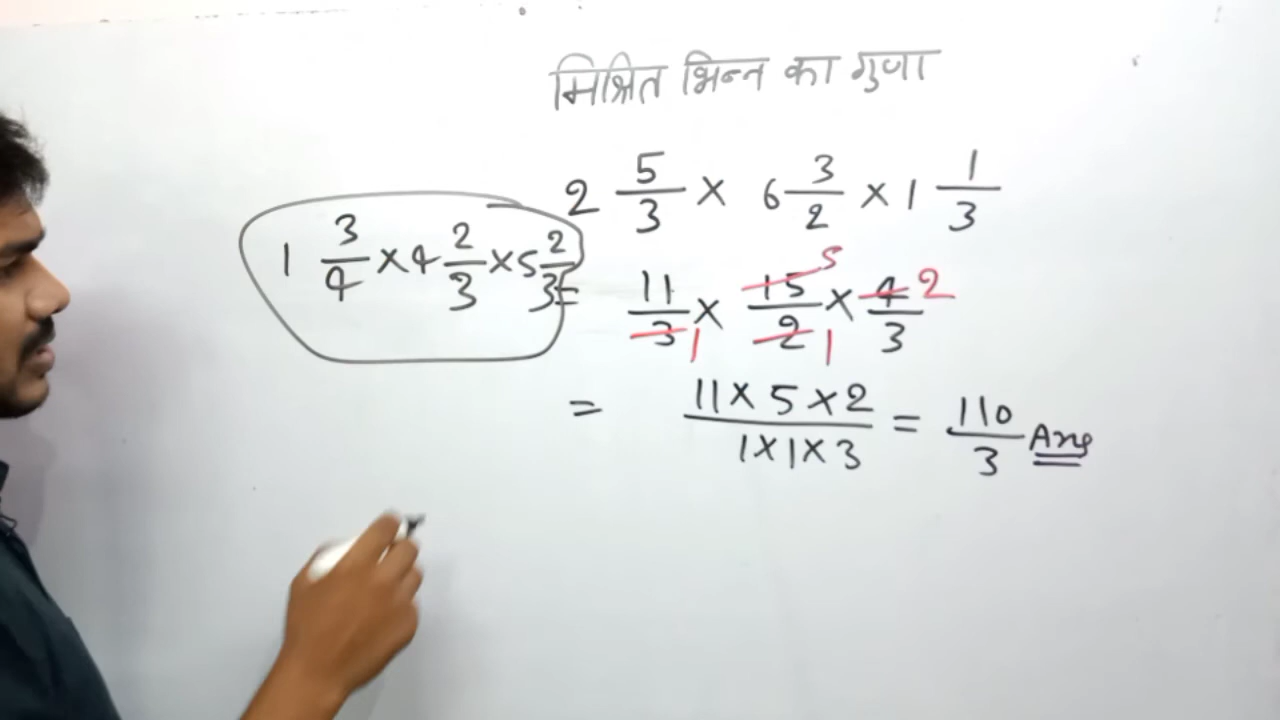 मिश्रित भिन्न का गुणा
2 5/3 × 6 3/2 × 1 1/3
1 3/4 × 4 2/3 × 5 2/3
= 11/3 1 × 15/2 5 1 × 4/3 2
= 11 × 5 × 2 / 1 × 1 × 3 = 110/3 Ans